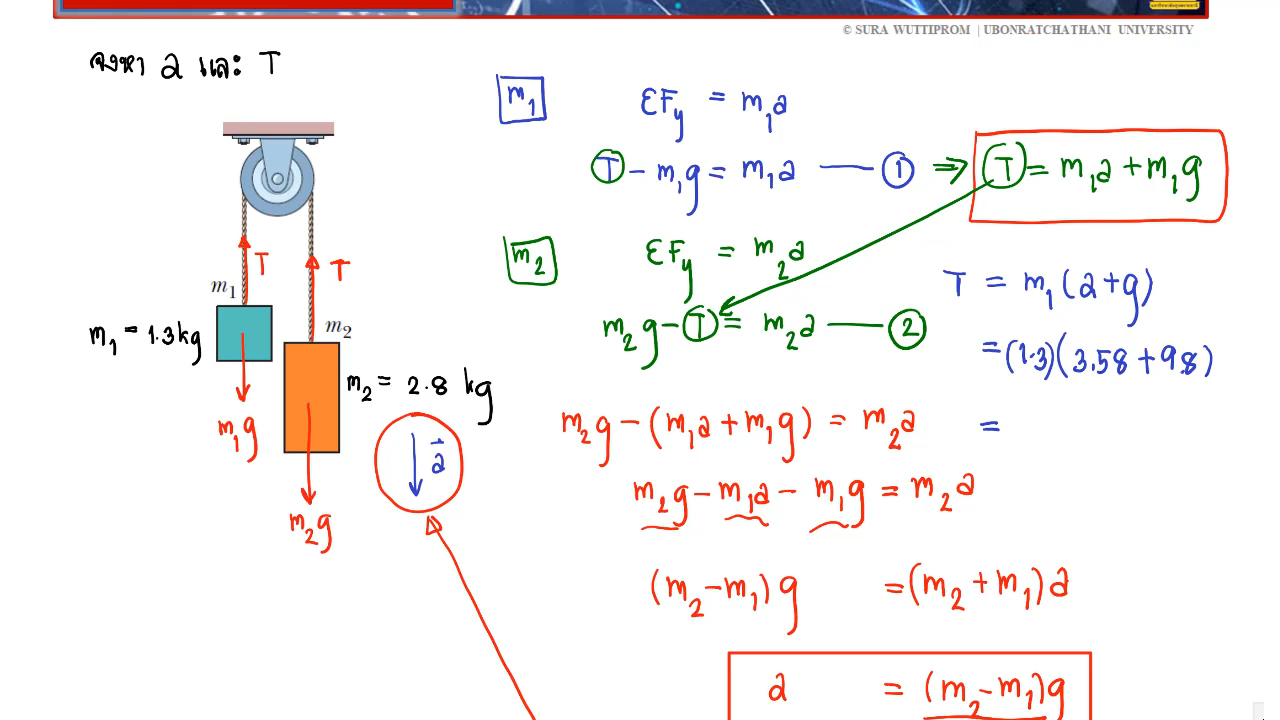 © SURA WUTTIPROM | UBONRATCHATHANI UNIVERSITY
จงหา a และ T
m₁
ΣFy = m₁a
T - m₁g = m₁a — ① ⇒ T = m₁a + m₁g
m₂
ΣFy = m₂a
m₂g - T = m₂a — ②
T = m₁(a+g)
= (1.3)(3.58 + 9.8)
=
m₂g - (m₁a + m₁g) = m₂a
m₂g - m₁a - m₁g = m₂a
(m₂ - m₁)g = (m₂ + m₁)a
a = (m₂ - m₁)g
T
T
m₁
m₁ = 1.3 kg
m₂
m₂ = 2.8 kg
m₁g
a⃗
m₂g